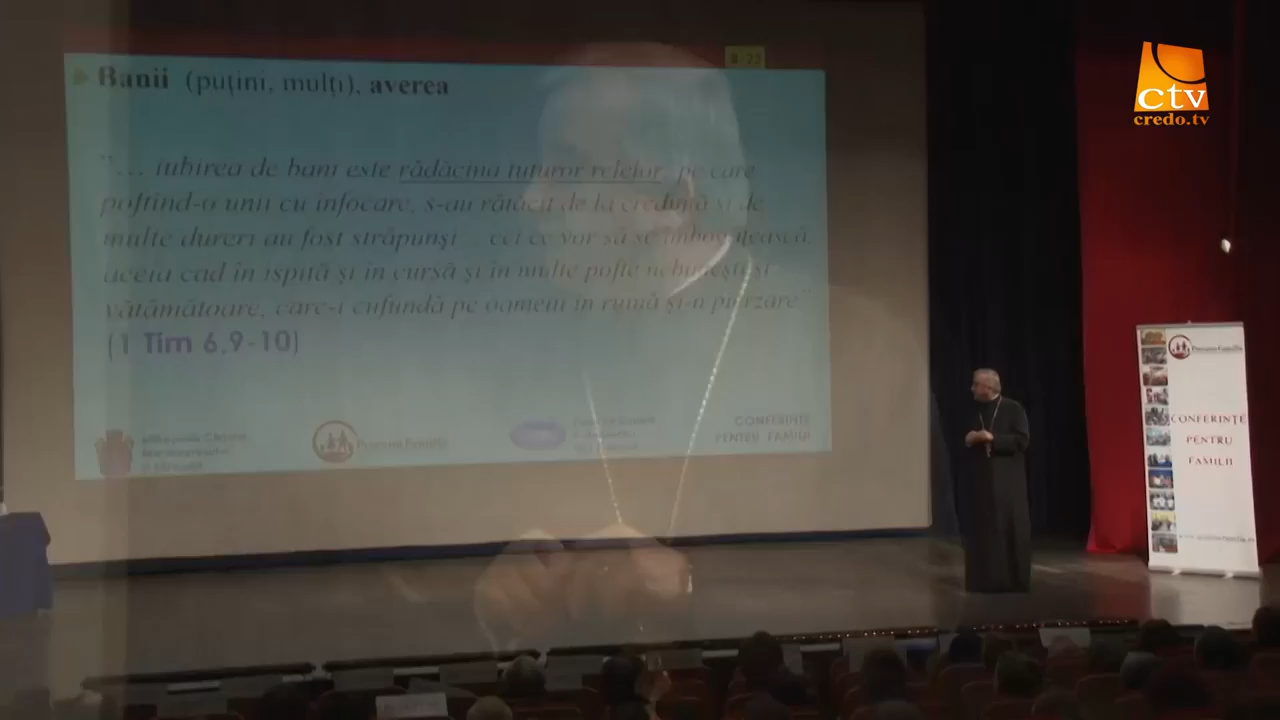 8-22
Banii (puţini, mulţi), averea
"... iubirea de bani este rădăcina tuturor relelor, pe care
poftind-o unii cu înfocare, s-au rătăcit de la credinţă şi de
multe dureri au fost străpunşi... cei ce vor să se îmbogăţească,
aceia cad în ispită şi în cursă şi în multe pofte nebuneşti şi
vătămătoare, care-i cufundă pe oameni în ruină şi-n pierzare"
(1 Tim 6,9-10)
CONFERINŢE
PENTRU FAMILII
ctv
credo.tv
CONFERINŢE
PENTRU
FAMILII